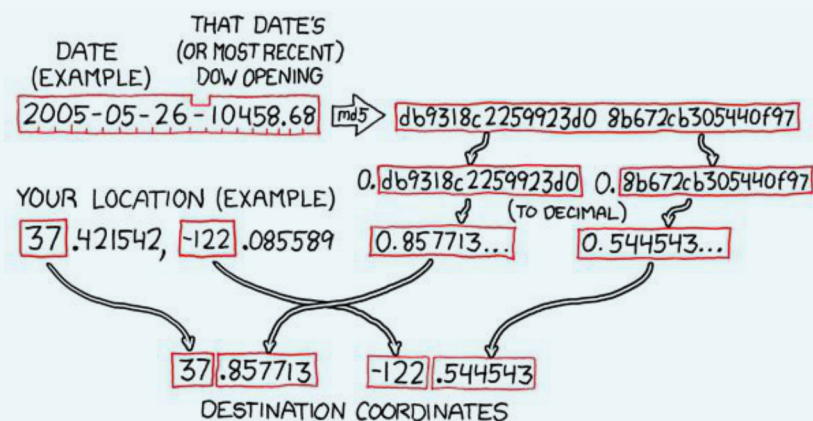 DATE
(EXAMPLE)
THAT DATE'S
(OR MOST RECENT)
DOW OPENING
2005-05-26-10458.68
md5
db9318c2259923d0 8b672cb305440f97
0.db9318c2259923d0
0.8b672cb305440f97
(TO DECIMAL)
YOUR LOCATION (EXAMPLE)
37.421542, -122.085589
0.857713...
0.544543...
37.857713
-122.544543
DESTINATION COORDINATES